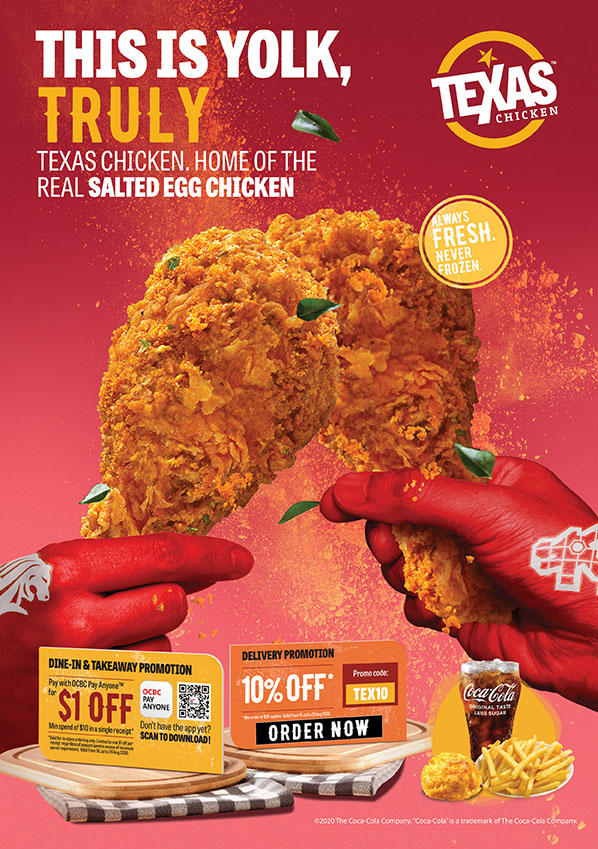 THIS IS YOLK,
TRULY
TEXAS CHICKEN. HOME OF THE
REAL SALTED EGG CHICKEN
TEXAS
CHICKEN
ALWAYS
FRESH.
NEVER
FROZEN.
DINE-IN & TAKEAWAY PROMOTION
Pay with OCBC Pay Anyone™
for $1 OFF
Min spend of $10 in a single receipt*
OCBC
PAY
ANYONE
Don't have the app yet?
SCAN TO DOWNLOAD!
DELIVERY PROMOTION
10% OFF*
Promo code:
TEX10
ORDER NOW
Coca-Cola
ORIGINAL TASTE
LESS SUGAR
©2020 The Coca-Cola Company. "Coca-Cola" is a trademark of The Coca-Cola Company.